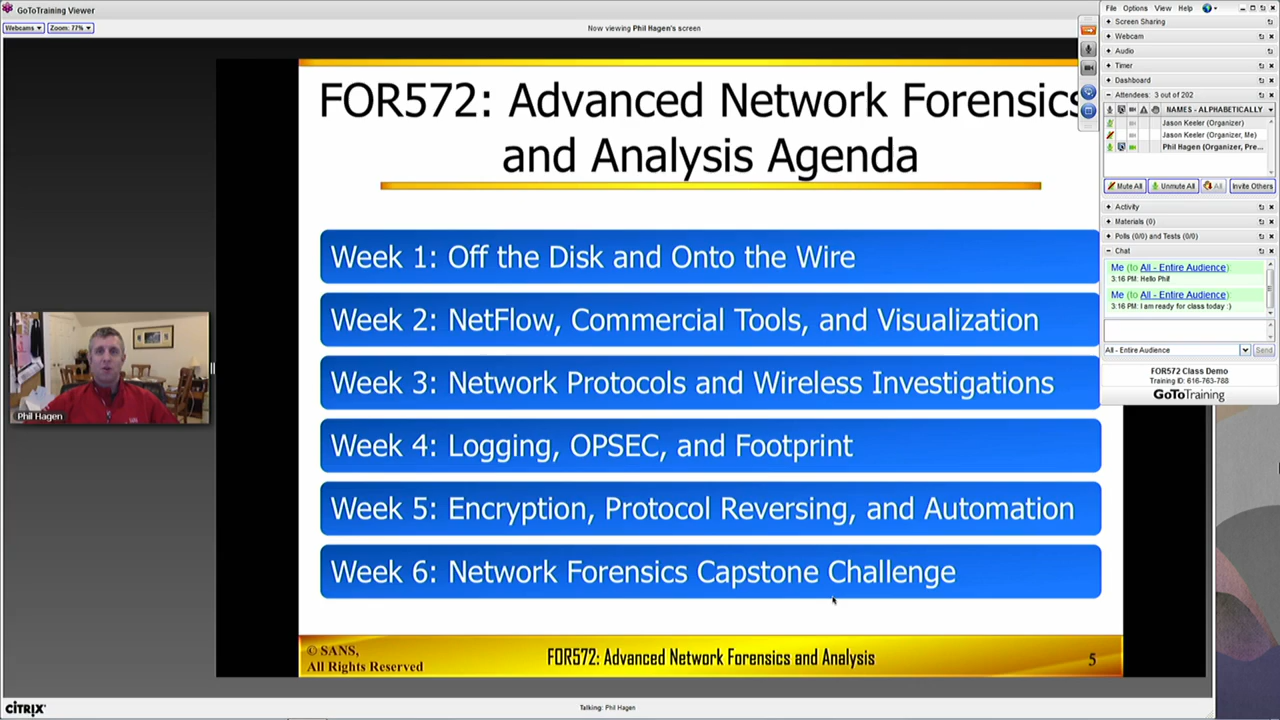 GoToTraining Viewer
Webcams
Zoom: 77%
Now viewing Phil Hagen's screen
FOR572: Advanced Network Forensics
and Analysis Agenda
Week 1: Off the Disk and Onto the Wire
Week 2: NetFlow, Commercial Tools, and Visualization
Week 3: Network Protocols and Wireless Investigations
Week 4: Logging, OPSEC, and Footprint
Week 5: Encryption, Protocol Reversing, and Automation
Week 6: Network Forensics Capstone Challenge
© SANS,
All Rights Reserved
FOR572: Advanced Network Forensics and Analysis
5
Phil Hagen
CITRIX
Talking: Phil Hagen
File Options View Help
Screen Sharing
Webcam
Audio
Timer
Dashboard
Attendees: 3 out of 202
NAMES - ALPHABETICALLY
Jason Keeler (Organizer)
Jason Keeler (Organizer, Me)
Phil Hagen (Organizer, Pre...
Mute All Unmute All All Invite Others
Activity
Materials (0)
Polls (0/0) and Tests (0/0)
Chat
Me (to All - Entire Audience):
3:16 PM: Hello Phil!
Me (to All - Entire Audience):
3:16 PM: I am ready for class today :)
All - Entire Audience
Send
FOR572 Class Demo
Training ID: 616-763-788
GoToTraining